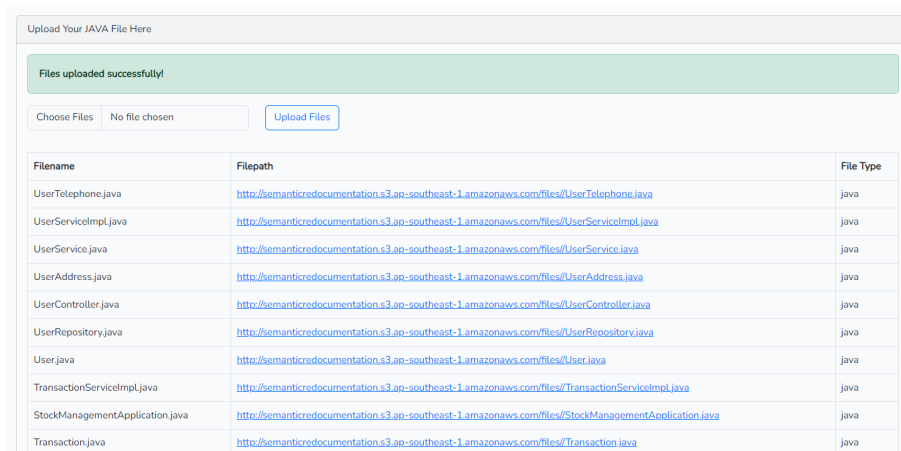 Upload Your JAVA File Here
Files uploaded successfully!
Choose Files No file chosen Upload Files
Filename Filepath File Type
UserTelephone.java http://semanticredocumentation.s3.ap-southeast-1.amazonaws.com/files//UserTelephone.java java
UserServiceImpl.java http://semanticredocumentation.s3.ap-southeast-1.amazonaws.com/files//UserServiceImpl.java java
UserService.java http://semanticredocumentation.s3.ap-southeast-1.amazonaws.com/files//UserService.java java
UserAddress.java http://semanticredocumentation.s3.ap-southeast-1.amazonaws.com/files//UserAddress.java java
UserController.java http://semanticredocumentation.s3.ap-southeast-1.amazonaws.com/files//UserController.java java
UserRepository.java http://semanticredocumentation.s3.ap-southeast-1.amazonaws.com/files//UserRepository.java java
User.java http://semanticredocumentation.s3.ap-southeast-1.amazonaws.com/files//User.java java
TransactionServiceImpl.java http://semanticredocumentation.s3.ap-southeast-1.amazonaws.com/files//TransactionServiceImpl.java java
StockManagementApplication.java http://semanticredocumentation.s3.ap-southeast-1.amazonaws.com/files//StockManagementApplication.java java
Transaction.java http://semanticredocumentation.s3.ap-southeast-1.amazonaws.com/files//Transaction.java java